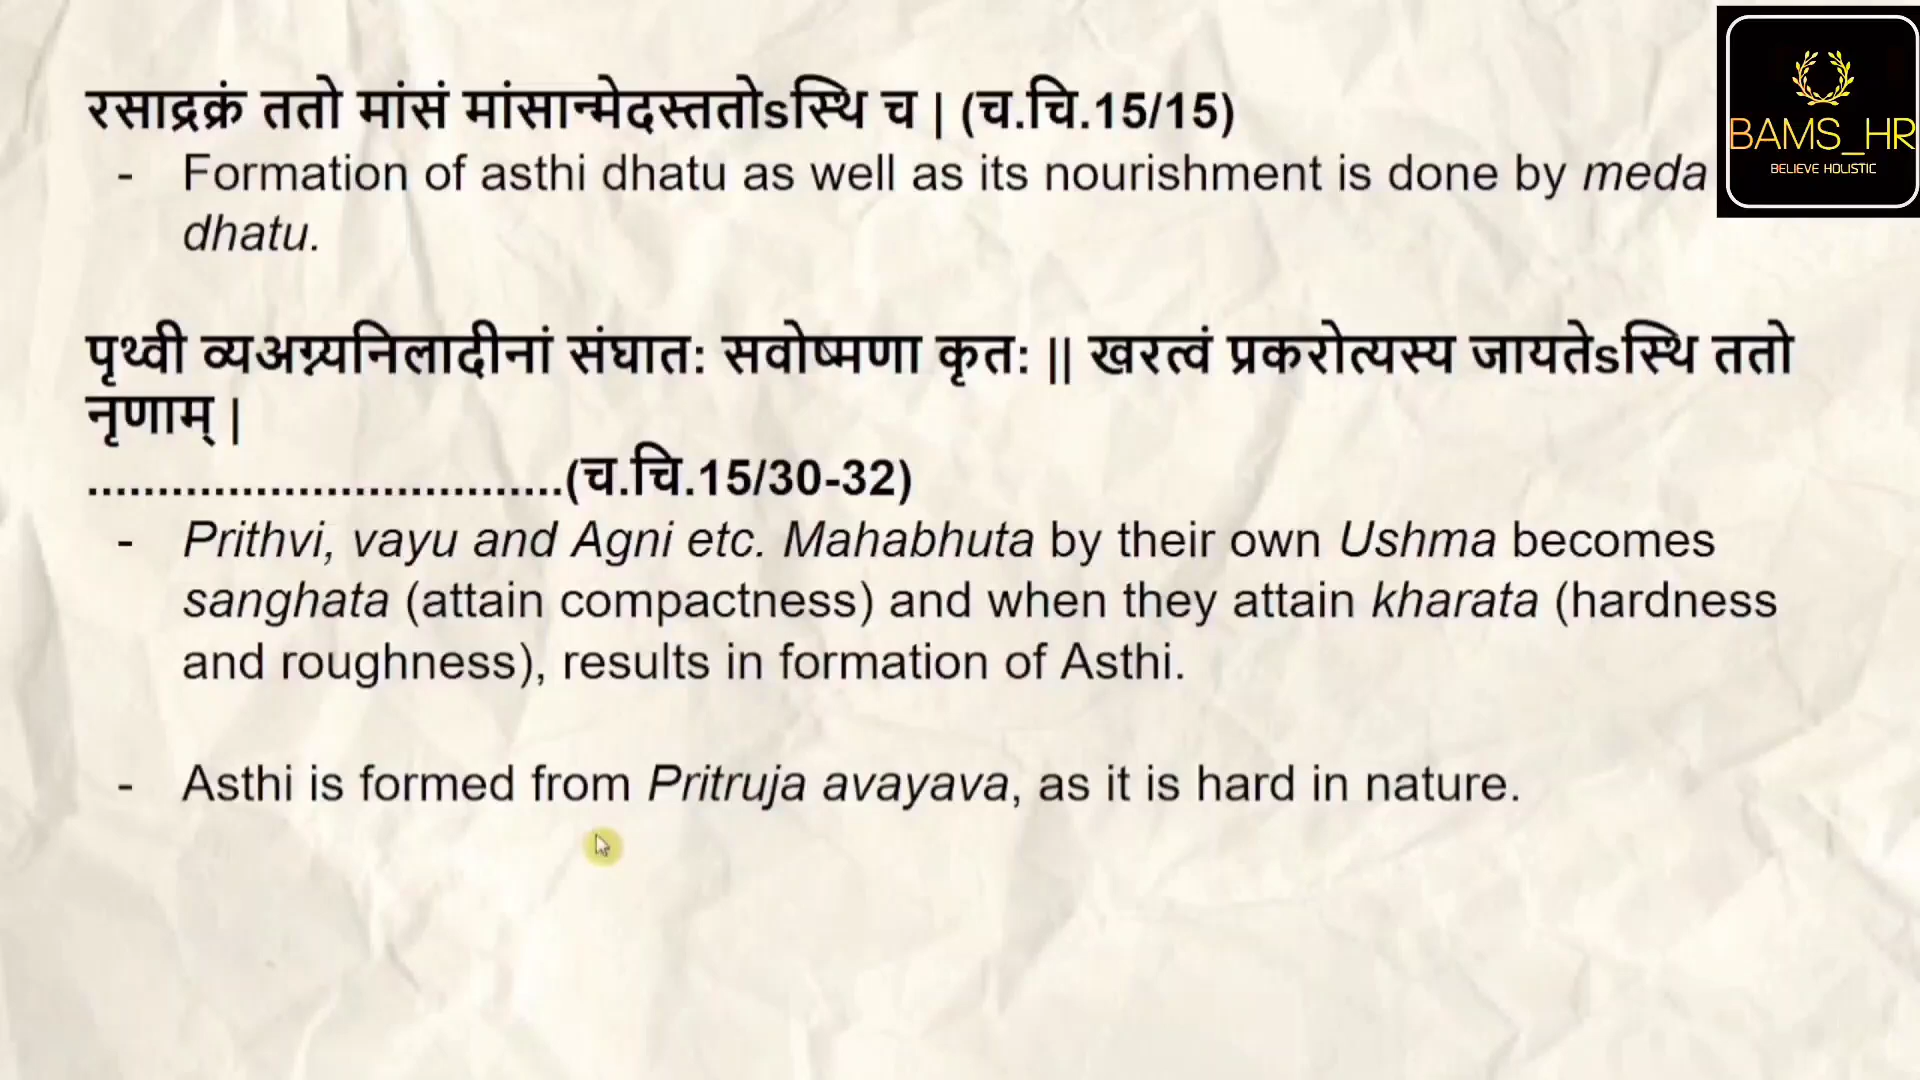 रसाद्रक्रं ततो मांसं मांसान्मेदस्ततोsस्थि च | (च.चि.15/15)
- Formation of asthi dhatu as well as its nourishment is done by meda
dhatu.
पृथ्वी व्यअग्न्यनिलादीनां संघात: सवोष्मणा कृत: || खरत्वं प्रकरोत्यस्य जायतेsस्थि ततो
नृणाम् |
..................................(च.चि.15/30-32)
- Prithvi, vayu and Agni etc. Mahabhuta by their own Ushma becomes
sanghata (attain compactness) and when they attain kharata (hardness
and roughness), results in formation of Asthi.
- Asthi is formed from Pritruja avayava, as it is hard in nature.
BAMS_HR
BELIEVE HOLISTIC